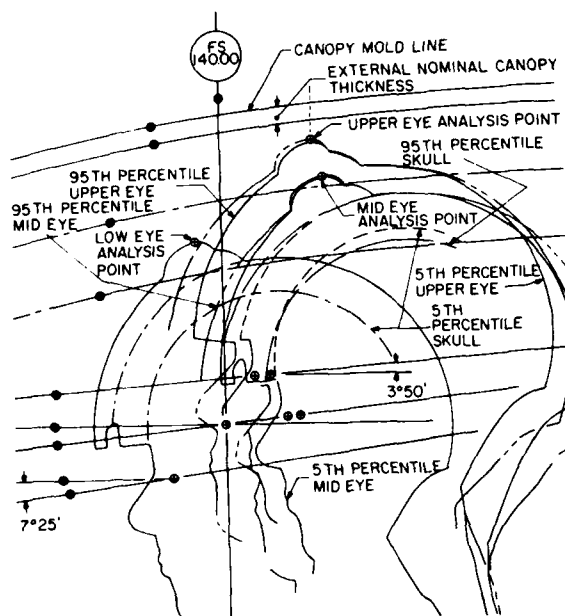 FS
140.00
CANOPY MOLD LINE
EXTERNAL NOMINAL CANOPY
THICKNESS
UPPER EYE ANALYSIS POINT
95TH PERCENTILE
SKULL
95TH PERCENTILE
UPPER EYE
95TH PERCENTILE
MID EYE
LOW EYE
ANALYSIS
POINT
MID EYE
ANALYSIS POINT
5TH PERCENTILE
UPPER EYE
5TH
PERCENTILE
SKULL
3°50'
5TH PERCENTILE
MID EYE
7°25'